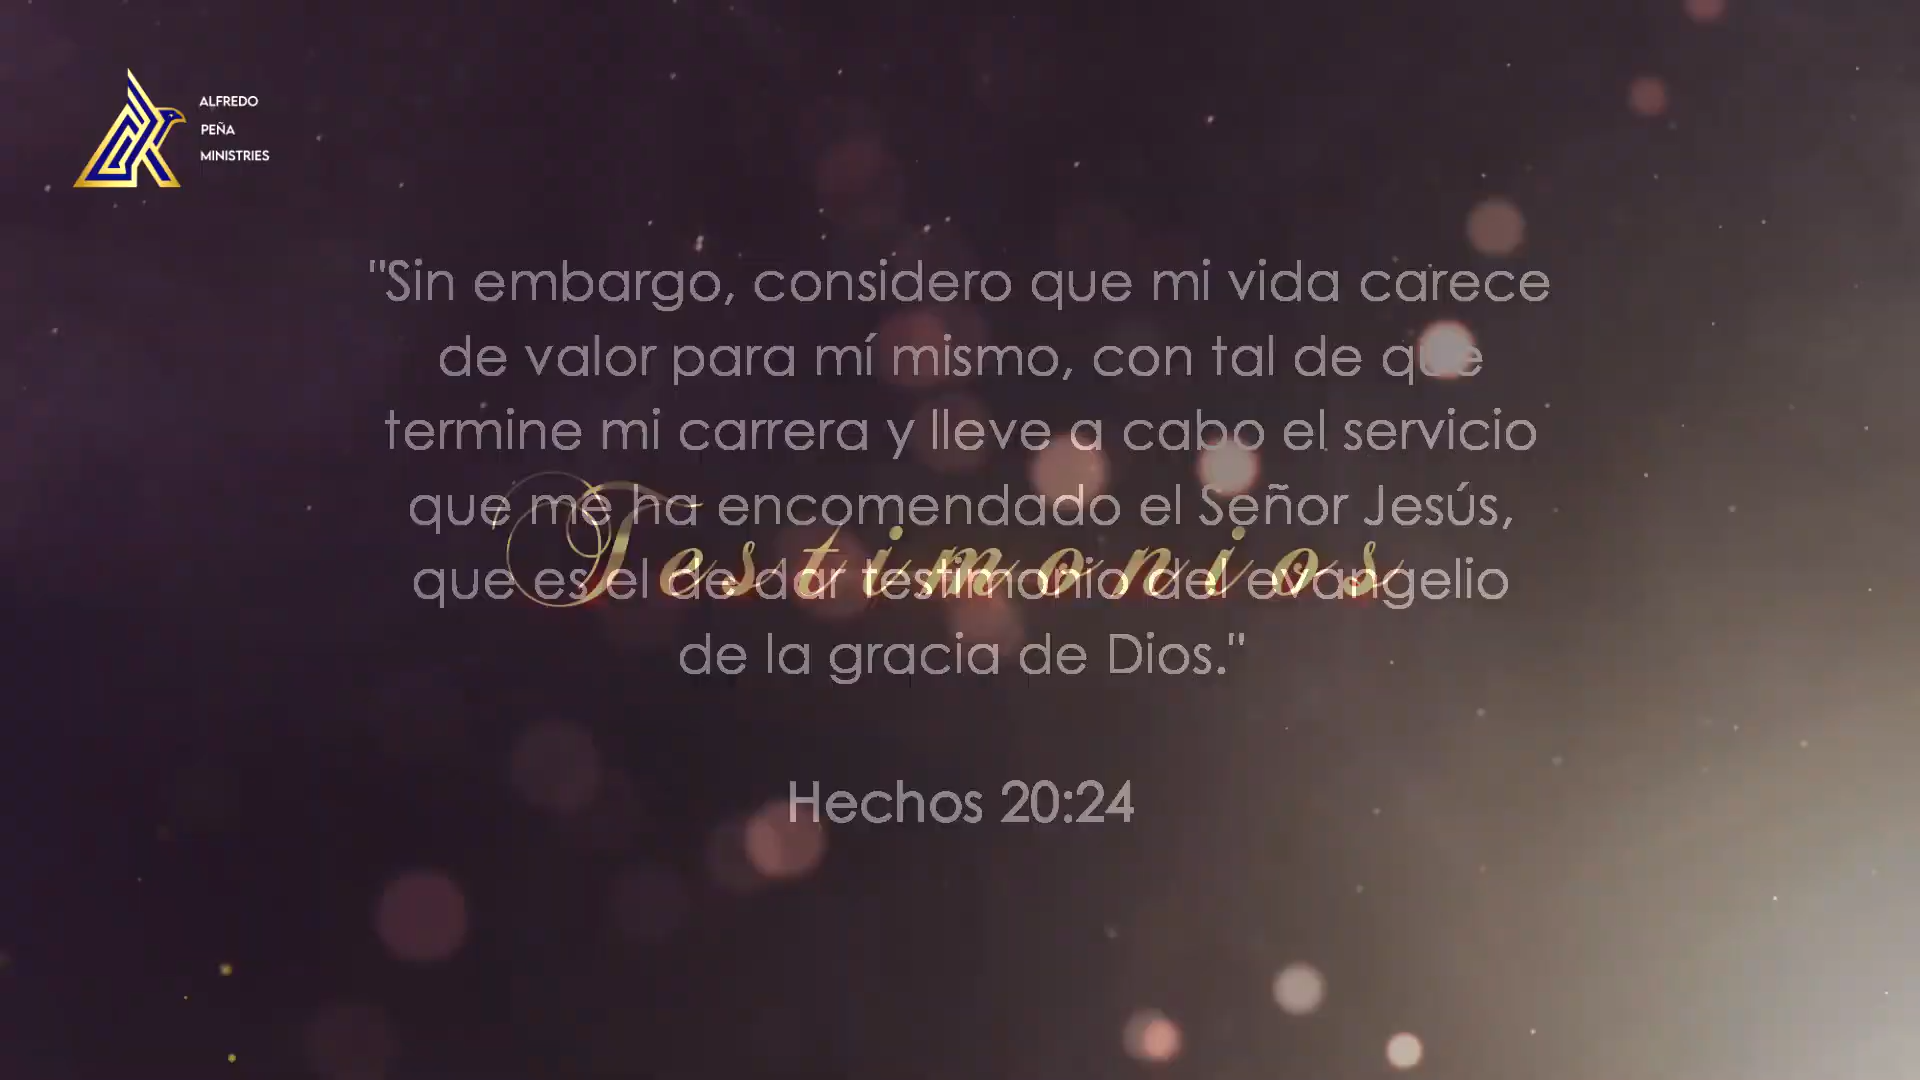 ALFREDO
PEÑA
MINISTRIES
"Sin embargo, considero que mi vida carece
de valor para mí mismo, con tal de que
termine mi carrera y lleve a cabo el servicio
que me ha encomendado el Señor Jesús,
Testimonios
que es el de dar testimonio del evangelio
de la gracia de Dios."
Hechos 20:24